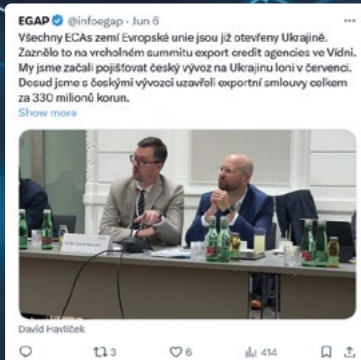 EGAP @infoegap · Jun 6
Všechny ECAs zemí Evropské unie jsou již otevřeny Ukrajině.
Zaznělo to na vrcholném summitu export credit agencies ve Vídni.
My jsme začali pojišťovat český vývoz na Ukrajinu loni v červenci.
Dosud jsme s českými vývozci uzavřeli exportní smlouvy celkem
za 330 milionů korun.
Show more
David Havlíček
3 6 414